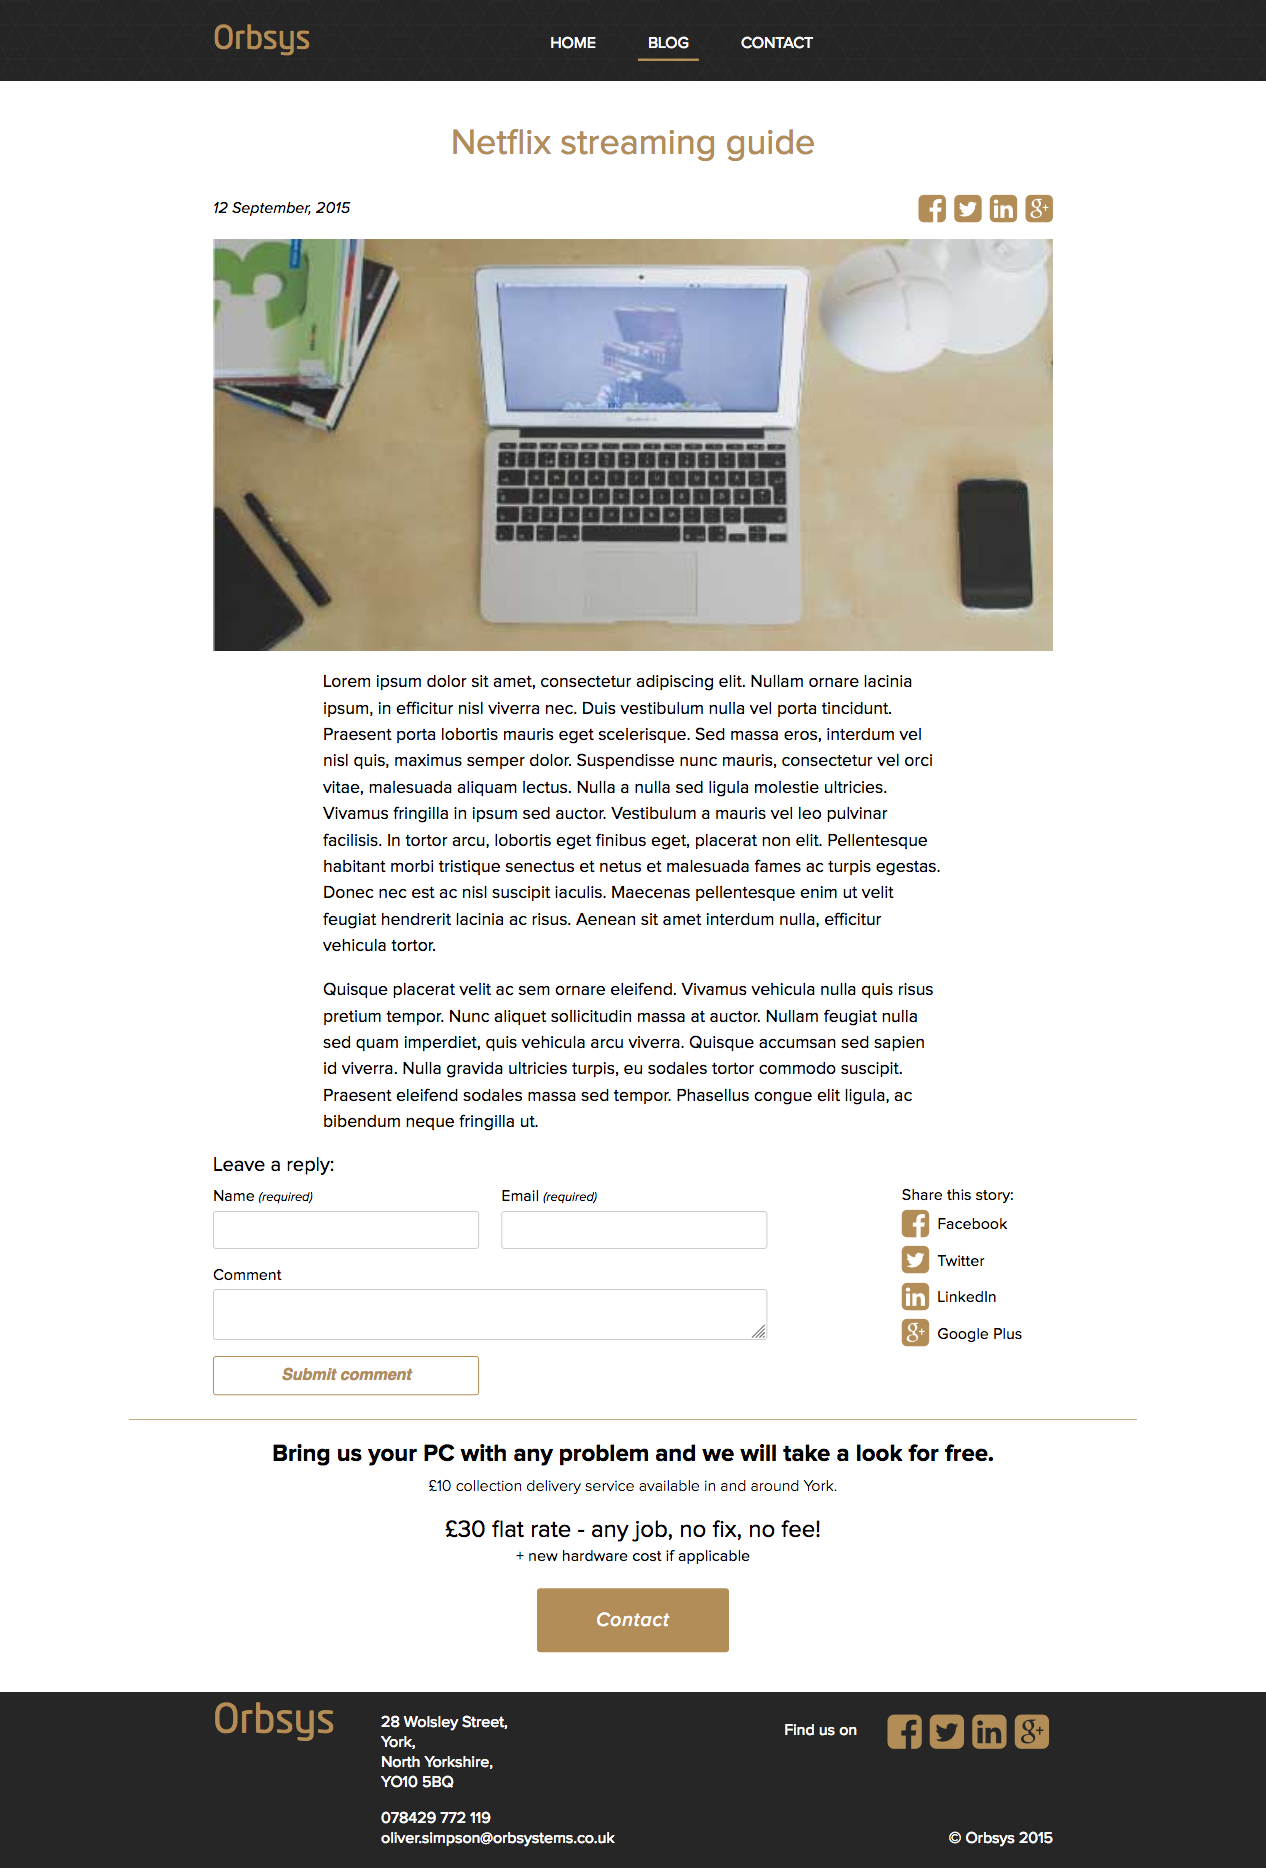 Orbsys
HOME
BLOG
CONTACT
Netflix streaming guide
12 September, 2015
Lorem ipsum dolor sit amet, consectetur adipiscing elit. Nullam ornare lacinia
ipsum, in efficitur nisl viverra nec. Duis vestibulum nulla vel porta tincidunt.
Praesent porta lobortis mauris eget scelerisque. Sed massa eros, interdum vel
nisl quis, maximus semper dolor. Suspendisse nunc mauris, consectetur vel orci
vitae, malesuada aliquam lectus. Nulla a nulla sed ligula molestie ultricies.
Vivamus fringilla in ipsum sed auctor. Vestibulum a mauris vel leo pulvinar
facilisis. In tortor arcu, lobortis eget finibus eget, placerat non elit. Pellentesque
habitant morbi tristique senectus et netus et malesuada fames ac turpis egestas.
Donec nec est ac nisl suscipit iaculis. Maecenas pellentesque enim ut velit
feugiat hendrerit lacinia ac risus. Aenean sit amet interdum nulla, efficitur
vehicula tortor.
Quisque placerat velit ac sem ornare eleifend. Vivamus vehicula nulla quis risus
pretium tempor. Nunc aliquet sollicitudin massa at auctor. Nullam feugiat nulla
sed quam imperdiet, quis vehicula arcu viverra. Quisque accumsan sed sapien
id viverra. Nulla gravida ultricies turpis, eu sodales tortor commodo suscipit.
Praesent eleifend sodales massa sed tempor. Phasellus congue elit ligula, ac
bibendum neque fringilla ut.
Leave a reply:
Name (required)
Email (required)
Comment
Submit comment
Share this story:
Facebook
Twitter
LinkedIn
Google Plus
Bring us your PC with any problem and we will take a look for free.
£10 collection delivery service available in and around York.
£30 flat rate - any job, no fix, no fee!
+ new hardware cost if applicable
Contact
Orbsys
28 Wolsley Street,
York,
North Yorkshire,
YO10 5BQ
078429 772 119
oliver.simpson@orbsystems.co.uk
Find us on
© Orbsys 2015